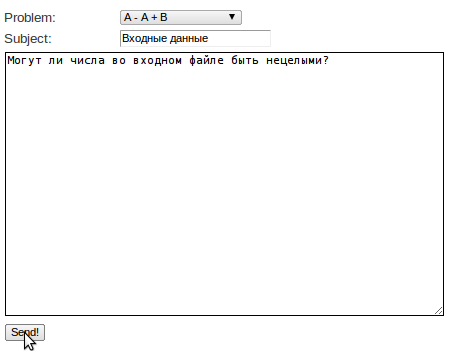 Problem: A - A + B
Subject: Входные данные
Могут ли числа во входном файле быть нецелыми?
Send!